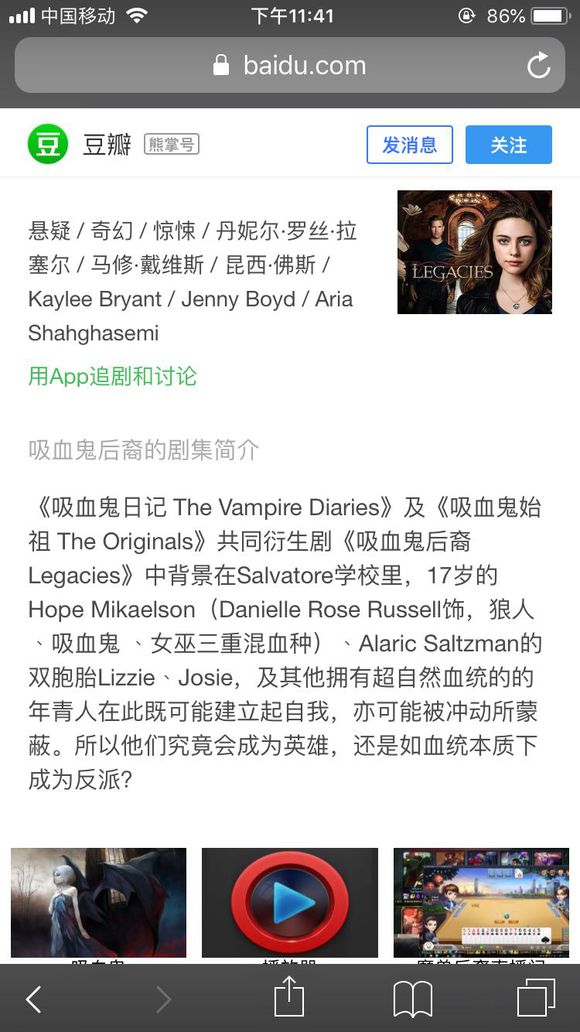 中国移动 下午11:41 86%
baidu.com
豆 豆瓣 熊掌号 发消息 关注
悬疑 / 奇幻 / 惊悚 / 丹妮尔·罗丝·拉
塞尔 / 马修·戴维斯 / 昆西·佛斯 /
Kaylee Bryant / Jenny Boyd / Aria
Shahghasemi
LEGACIES
用App追剧和讨论
吸血鬼后裔的剧集简介
《吸血鬼日记 The Vampire Diaries》及《吸血鬼始
祖 The Originals》共同衍生剧《吸血鬼后裔
Legacies》中背景在Salvatore学校里，17岁的
Hope Mikaelson（Danielle Rose Russell饰，狼人
、吸血鬼 、女巫三重混血种）、Alaric Saltzman的
双胞胎Lizzie、Josie，及其他拥有超自然血统的的
年青人在此既可能建立起自我，亦可能被冲动所蒙
蔽。所以他们究竟会成为英雄，还是如血统本质下
成为反派？